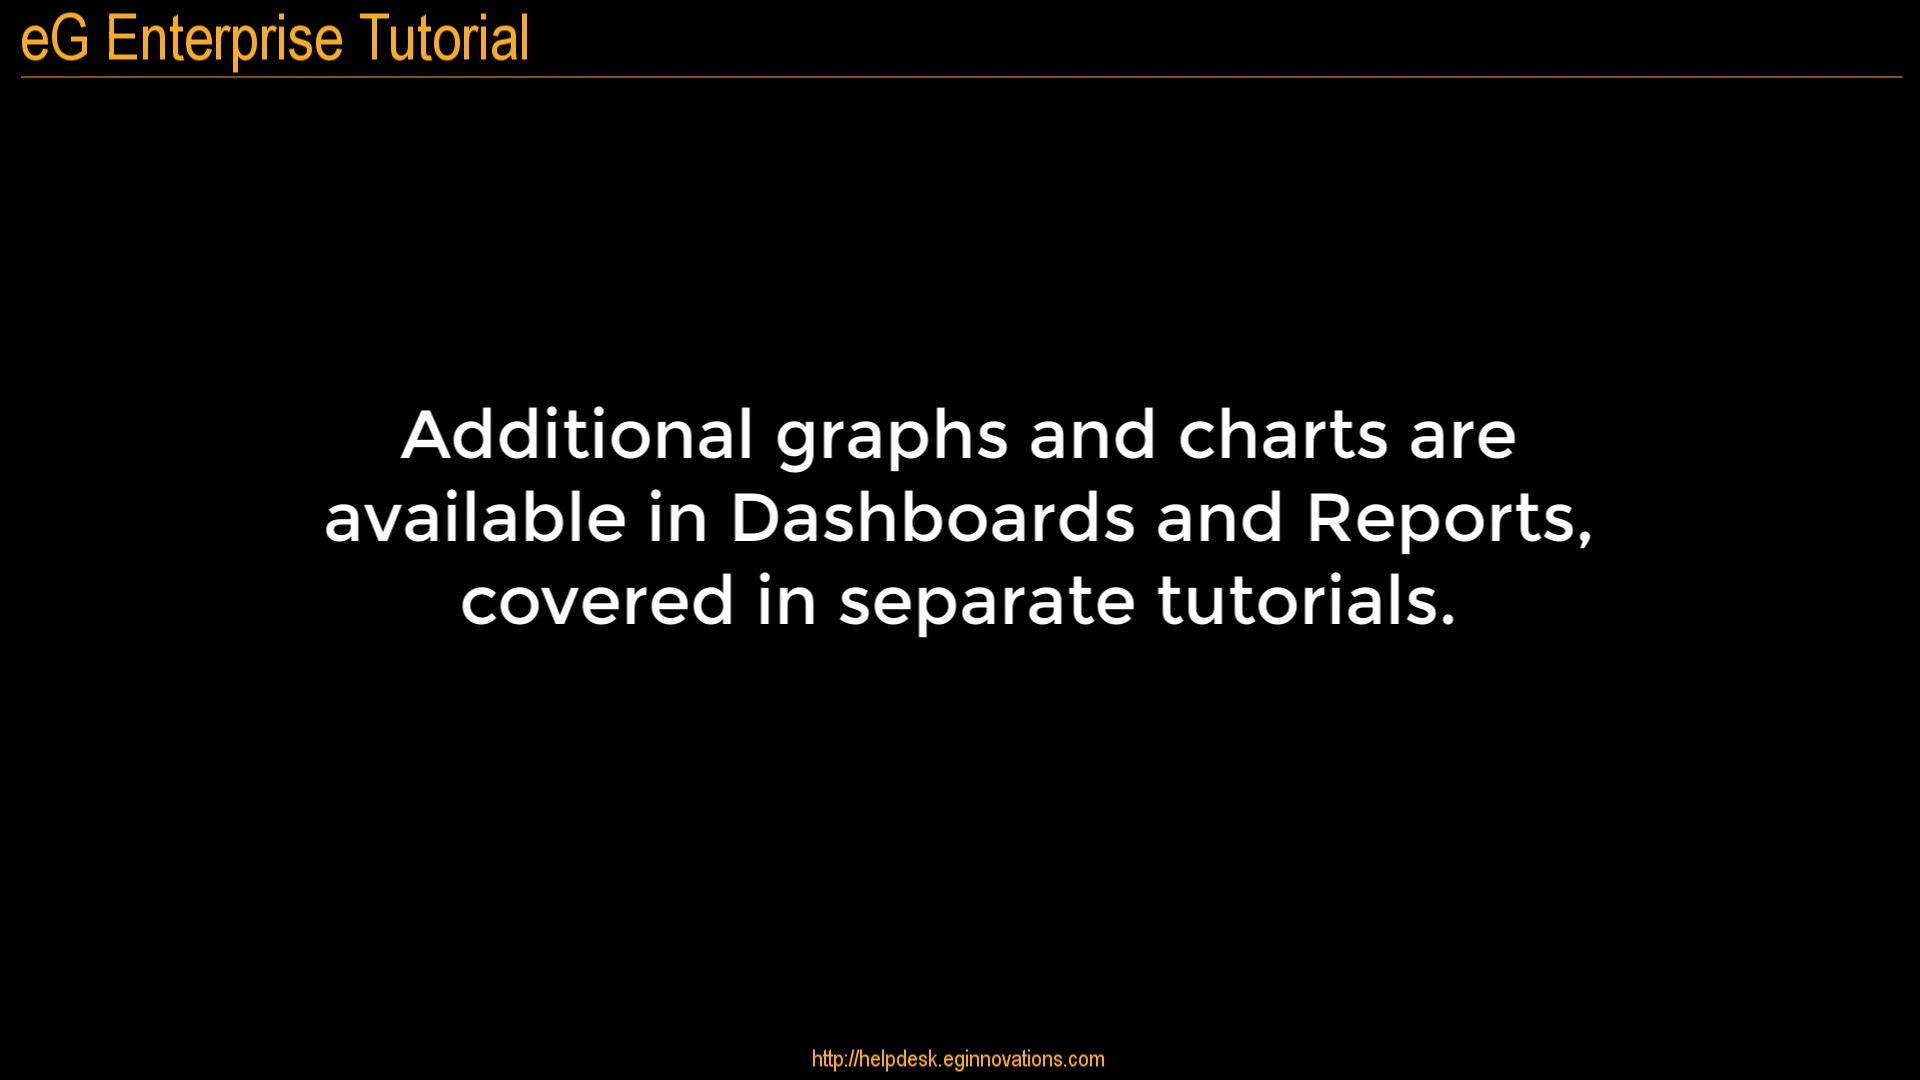 eG Enterprise Tutorial
Additional graphs and charts are
available in Dashboards and Reports,
covered in separate tutorials.
http://helpdesk.eginnovations.com